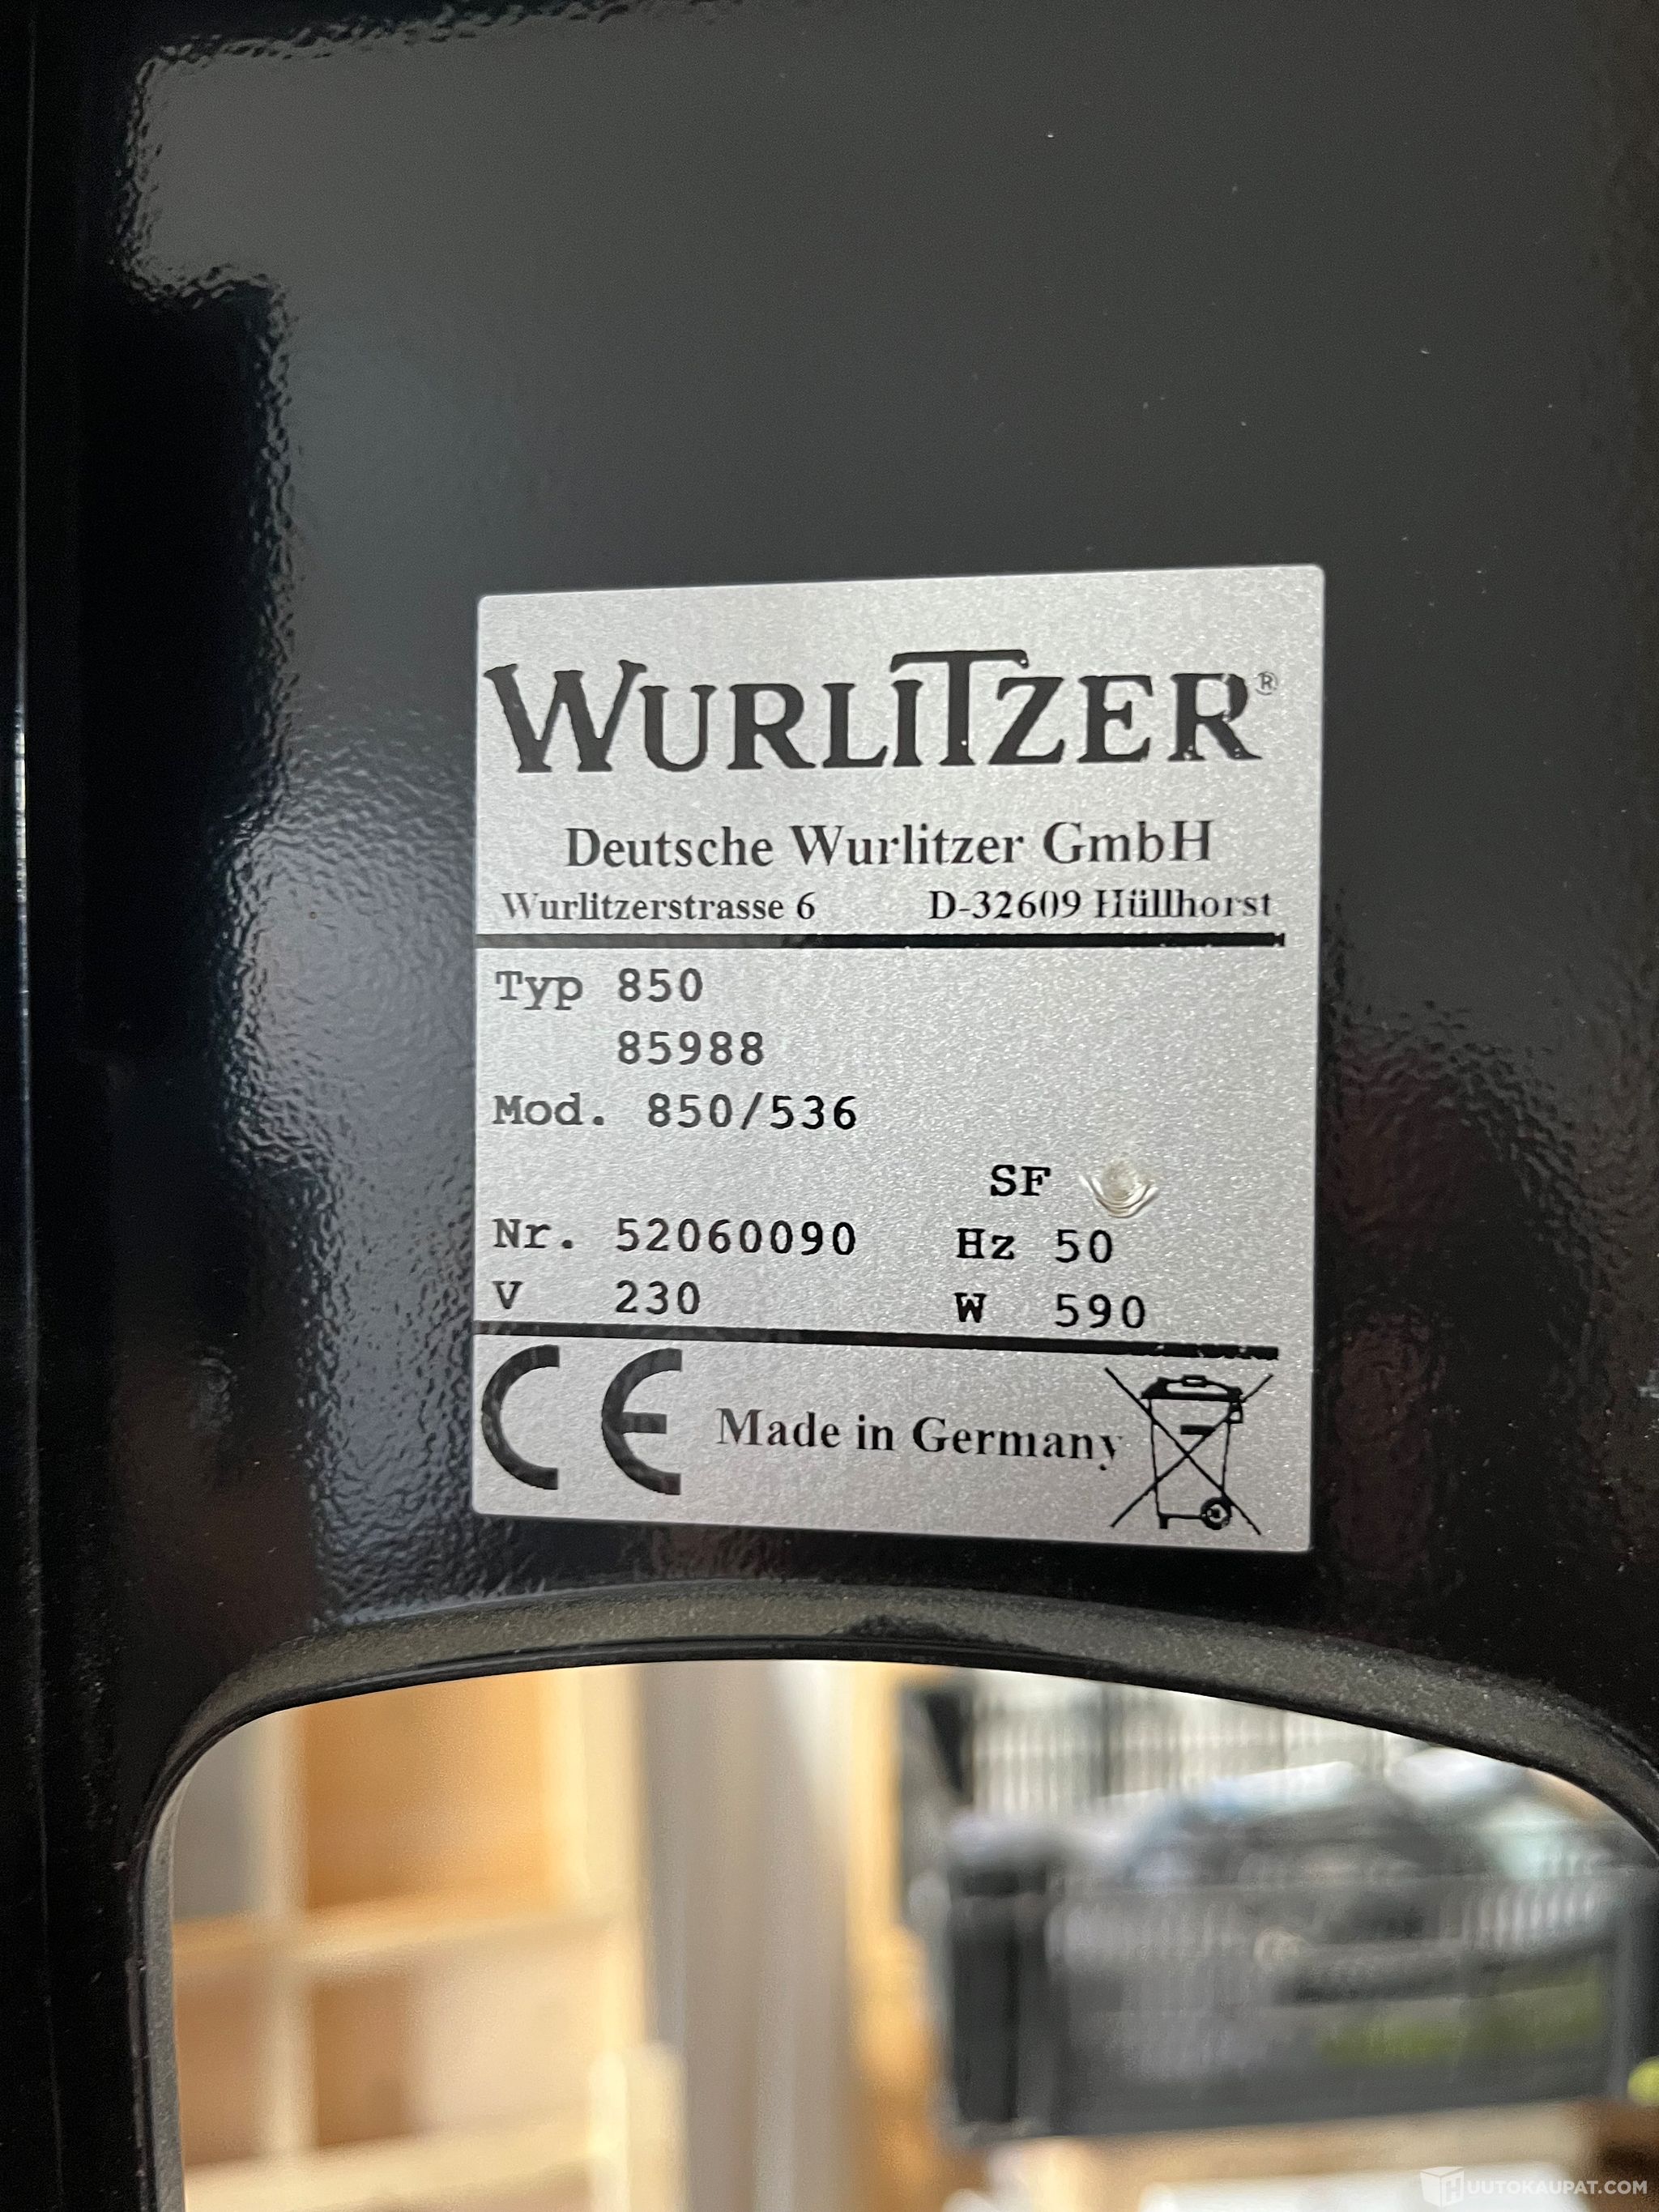 WURLITZER®
Deutsche Wurlitzer GmbH
Wurlitzerstrasse 6 D-32609 Hüllhorst
Typ 850
85988
Mod. 850/536
SF
Nr. 52060090 Hz 50
V 230 W 590
CE Made in Germany
HUUTOKAUPAT.COM